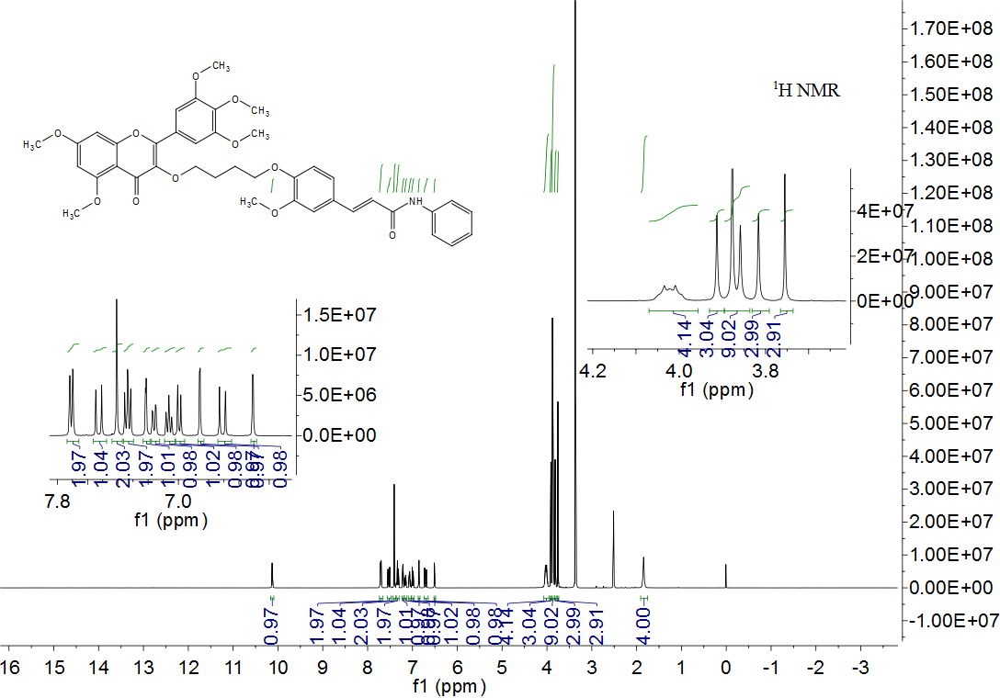 1H NMR
O CH3
O
O CH3
O CH3
O
O
O
CH3
O
O
O
O
CH3
O
CH3
H3C
O
NH
1.70E+08
1.60E+08
1.50E+08
1.40E+08
1.30E+08
1.20E+08
1.10E+08
1.00E+08
9.00E+07
8.00E+07
7.00E+07
6.00E+07
5.00E+07
4.00E+07
3.00E+07
2.00E+07
1.00E+07
0.00E+00
-1.00E+07
4E+07
2E+07
0E+00
4.14
3.04
9.02
2.99
2.91
4.2 4.0 3.8
f1 (ppm)
1.5E+07
1.0E+07
5.0E+06
0.0E+00
1.97
1.04
2.03
1.97
1.01
0.98
1.02
0.98
0.97
0.98
7.8 7.0
f1 (ppm)
0.97
1.97
1.04
2.03
1.97
1.01
0.97
1.02
0.98
0.98
4.14
3.04
9.02
2.99
2.91
4.00
16 15 14 13 12 11 10 9 8 7 6 5 4 3 2 1 0 -1 -2 -3
f1 (ppm)